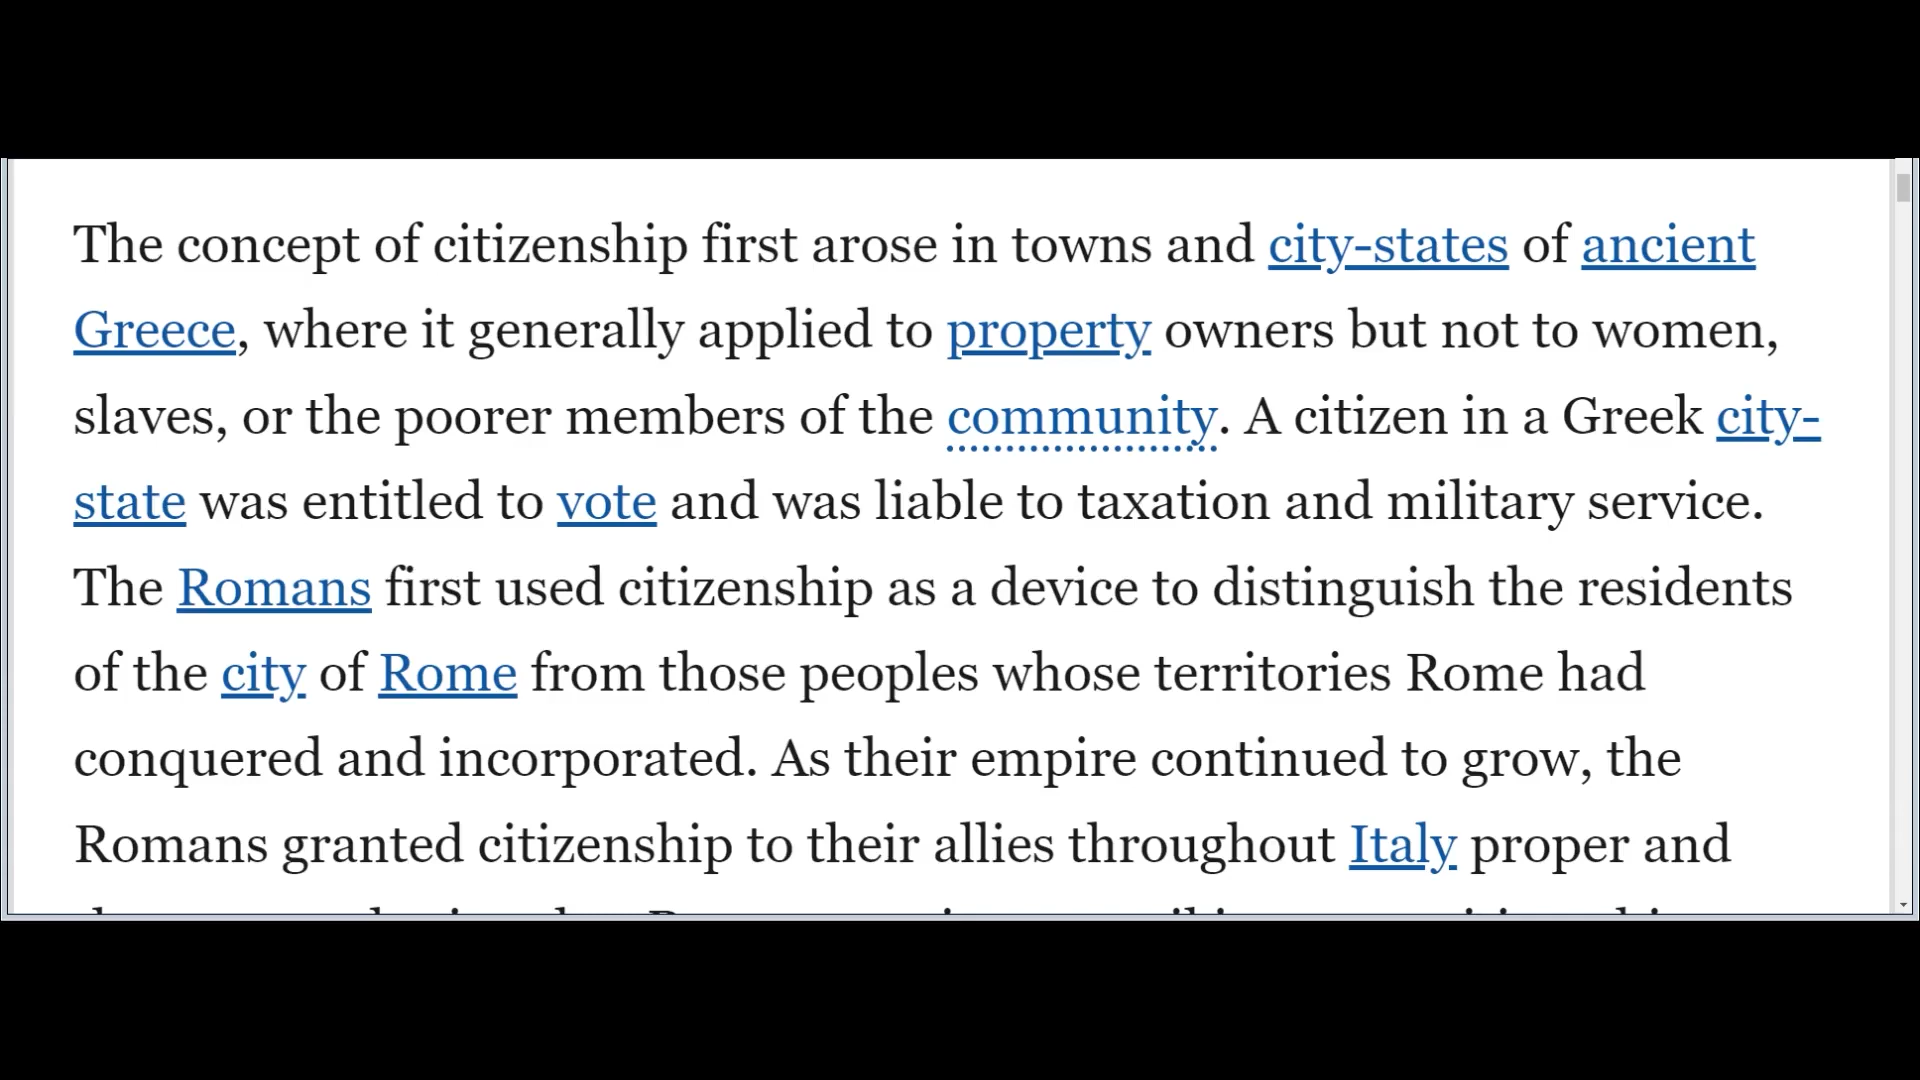 The concept of citizenship first arose in towns and city-states of ancient
Greece, where it generally applied to property owners but not to women,
slaves, or the poorer members of the community. A citizen in a Greek city-
state was entitled to vote and was liable to taxation and military service.
The Romans first used citizenship as a device to distinguish the residents
of the city of Rome from those peoples whose territories Rome had
conquered and incorporated. As their empire continued to grow, the
Romans granted citizenship to their allies throughout Italy proper and